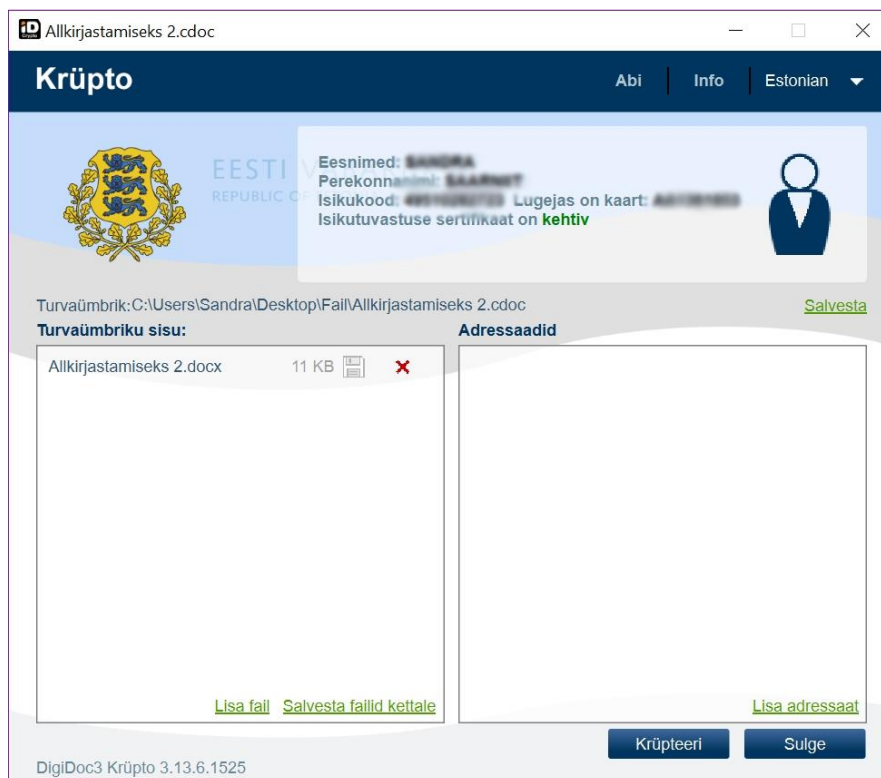 Allkirjastamiseks 2.cdoc
Krüpto
Abi Info Estonian
EESTI V
REPUBLIC OF
Eesnimed:
Perekonnanimi:
Isikukood: Lugejas on kaart:
Isikutuvastuse sertifikaat on kehtiv
Turvaümbrik:C:\Users\Sandra\Desktop\Fail\Allkirjastamiseks 2.cdoc Salvesta
Turvaümbriku sisu: Adressaadid
Allkirjastamiseks 2.docx 11 KB
Lisa fail Salvesta failid kettale Lisa adressaat
Krüpteeri Sulge
DigiDoc3 Krüpto 3.13.6.1525